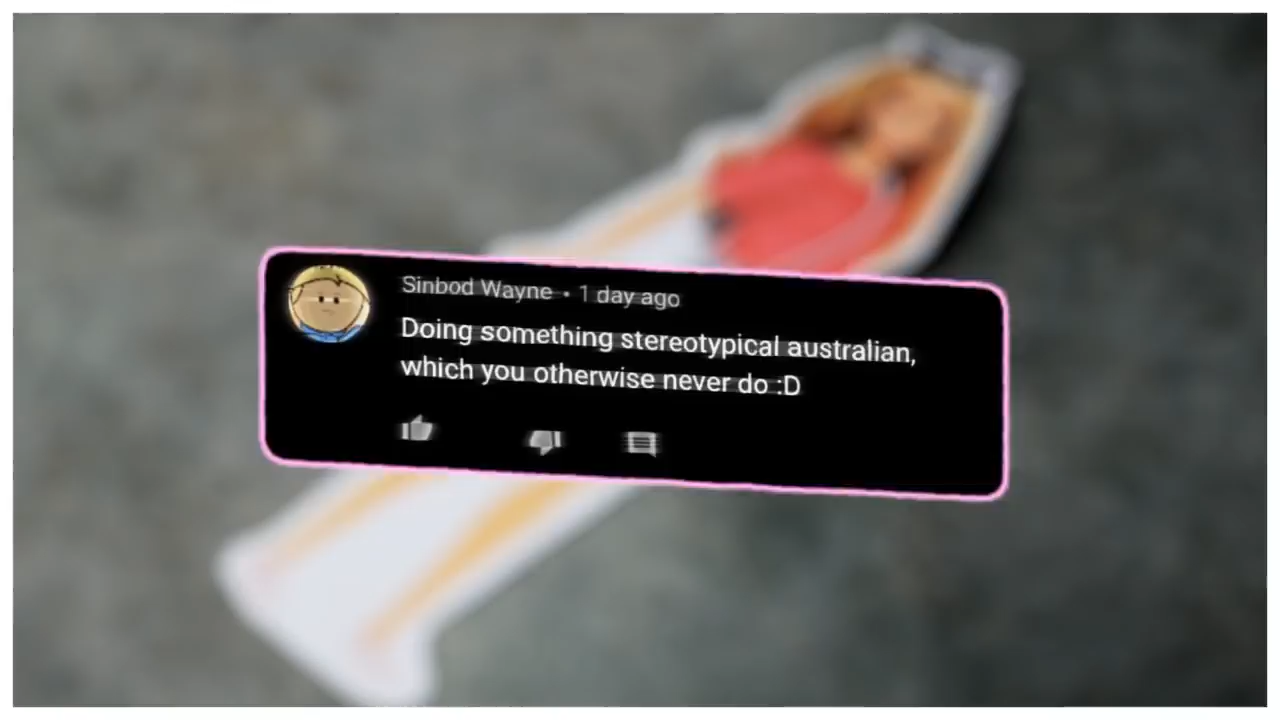 Sinbod Wayne • 1 day ago
Doing something stereotypical australian,
which you otherwise never do :D